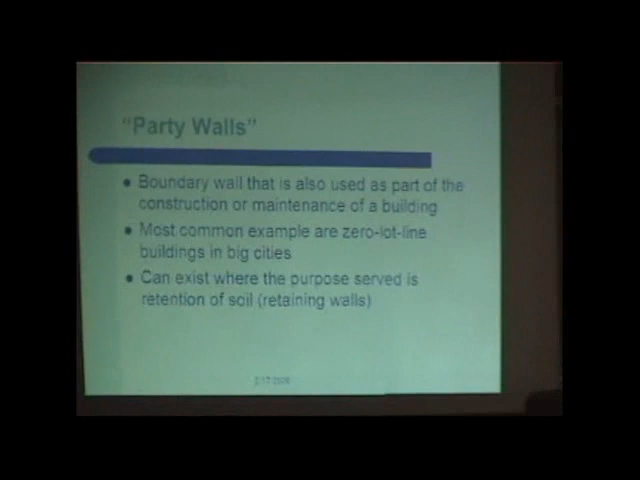 “Party Walls”
● Boundary wall that is also used as part of the
construction or maintenance of a building
● Most common example are zero-lot-line
buildings in big cities
● Can exist where the purpose served is
retention of soil (retaining walls)